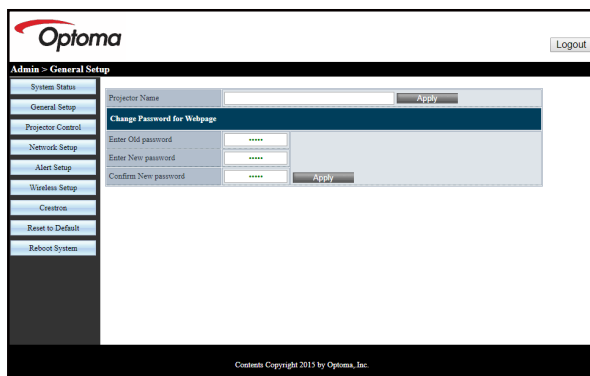 Optoma
Logout
Admin > General Setup
System Status
General Setup
Projector Control
Network Setup
Alert Setup
Wireless Setup
Crestron
Reset to Default
Reboot System
Projector Name
Apply
Change Password for Webpage
Enter Old password •••••
Enter New password •••••
Confirm New password •••••
Apply
Contents Copyright 2015 by Optoma, Inc.